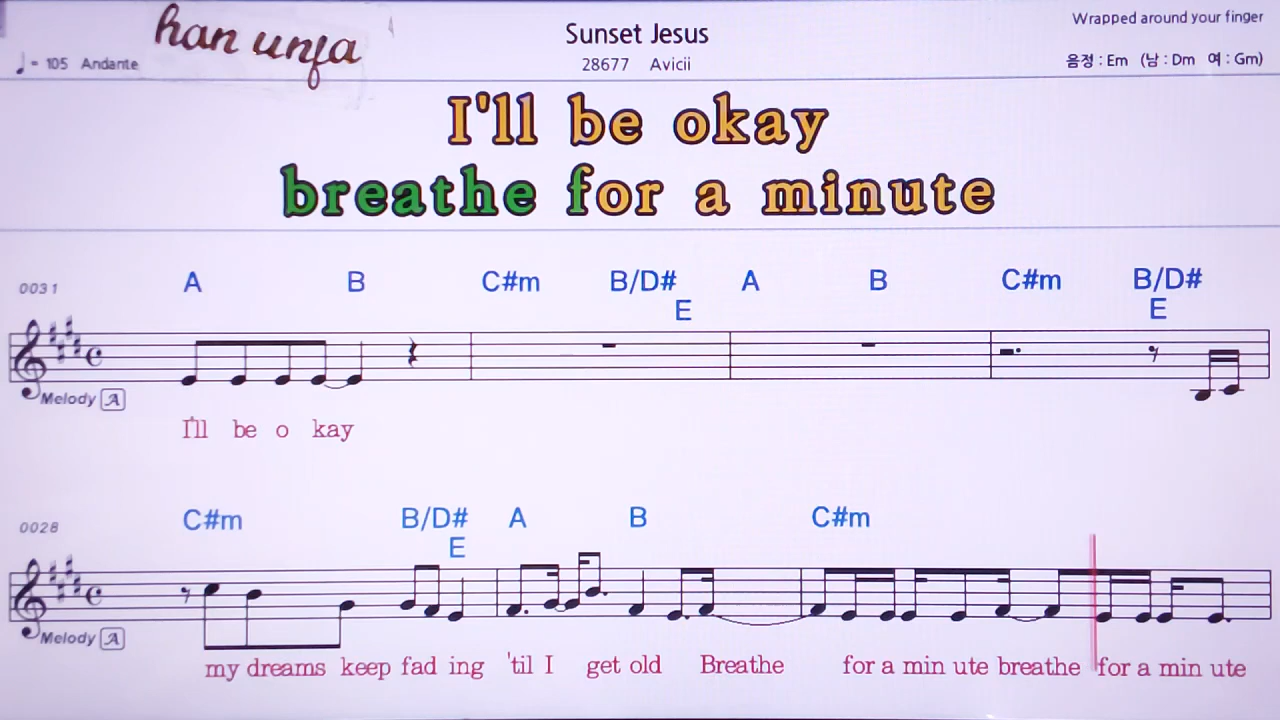 han unfa
Sunset Jesus
Wrapped around your finger
♩= 105 Andante
28677 Avicii
음정 : Em (남 : Dm 여 : Gm)
I'll be okay
breathe for a minute
0031
A B C#m B/D# A B C#m B/D#
E E
Melody A
I'll be o kay
0028
C#m B/D# A B C#m
E
Melody A
my dreams keep fad ing 'til I get old Breathe for a min ute breathe for a min ute